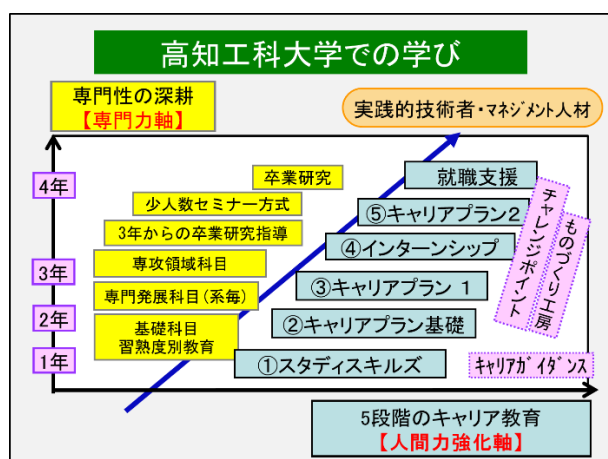 高知工科大学での学び
専門性の深耕
【専門力軸】
実践的技術者・マネジメント人材
4年
3年
2年
1年
卒業研究
少人数セミナー方式
3年からの卒業研究指導
専攻領域科目
専門発展科目(系毎)
基礎科目
習熟度別教育
就職支援
⑤キャリアプラン2
④インターンシップ
③キャリアプラン 1
②キャリアプラン基礎
①スタディスキルズ
チャレンジポイント
ものづくり工房
キャリアガイダンス
5段階のキャリア教育
【人間力強化軸】